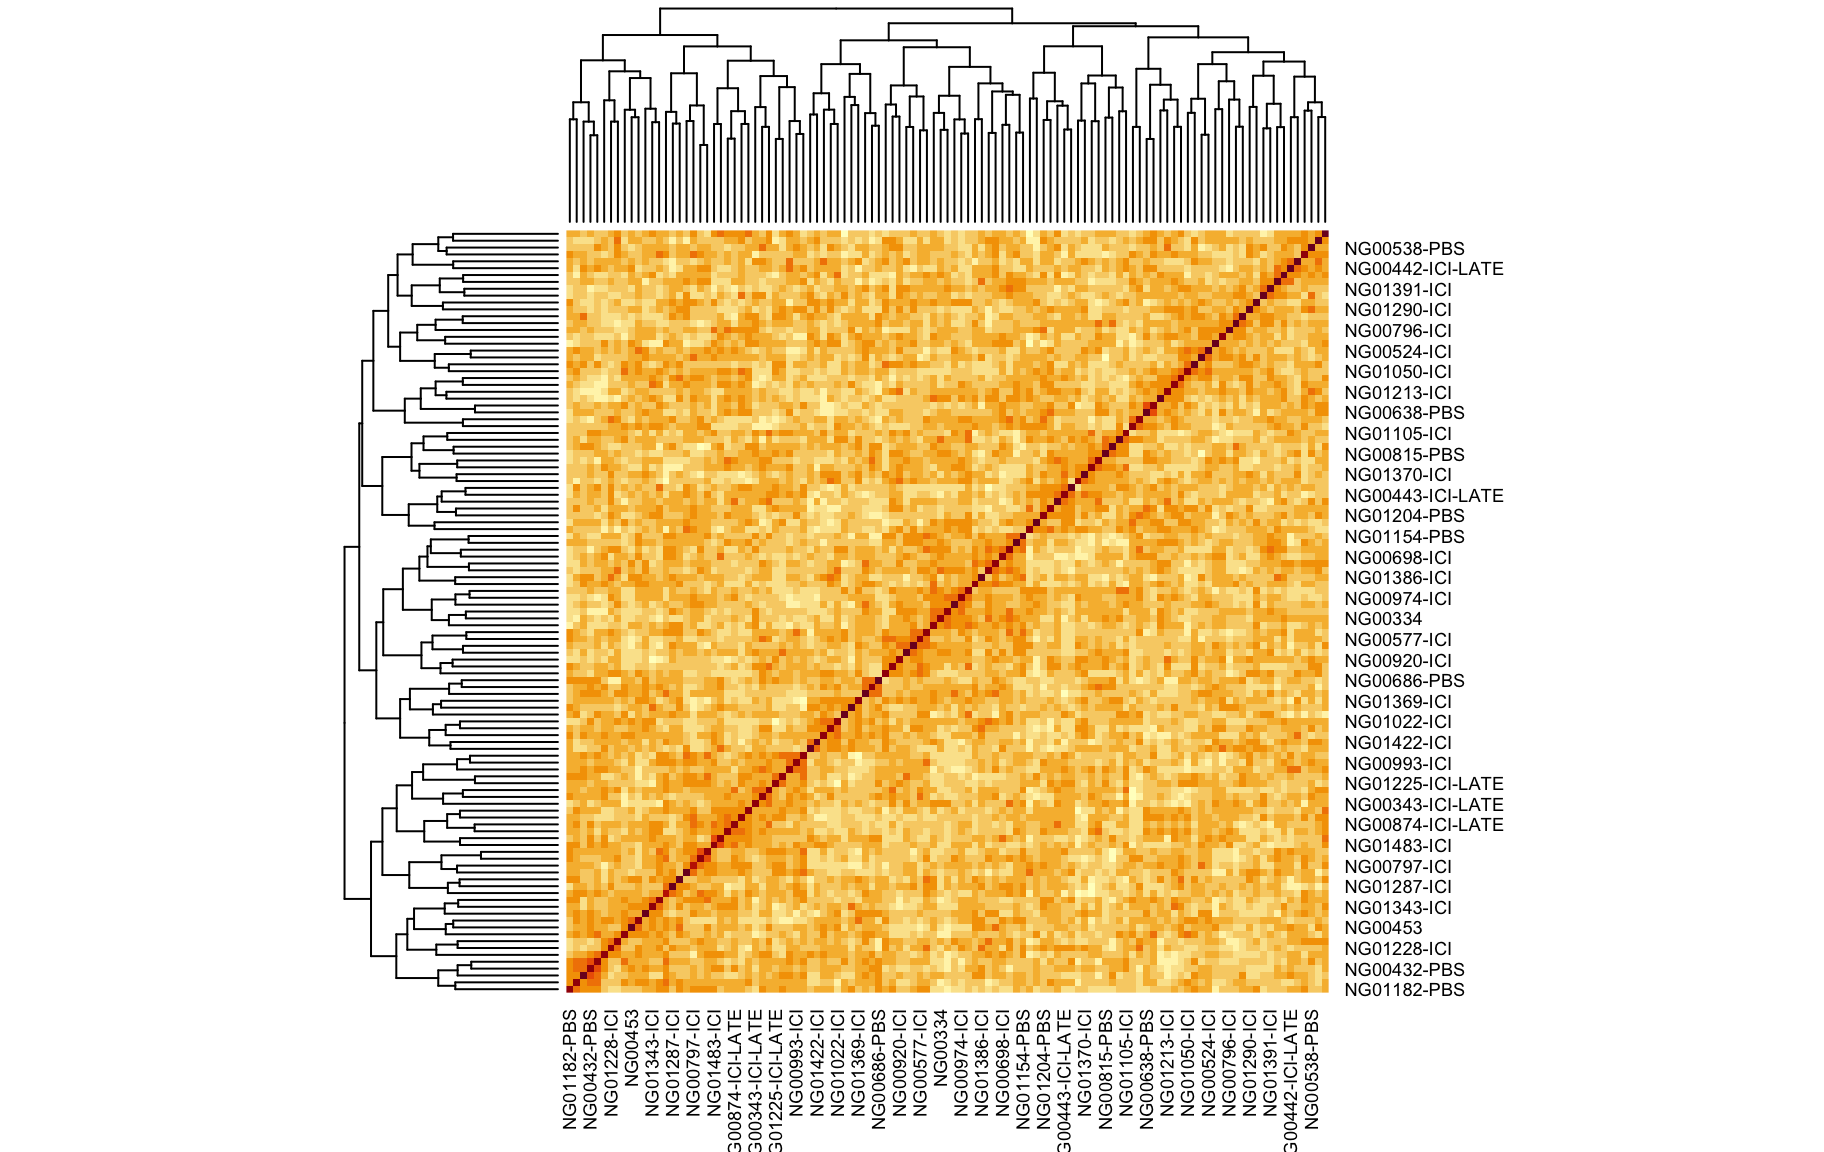 NG00538-PBS
NG00442-ICI-LATE
NG01391-ICI
NG01290-ICI
NG00796-ICI
NG00524-ICI
NG01050-ICI
NG01213-ICI
NG00638-PBS
NG01105-ICI
NG00815-PBS
NG01370-ICI
NG00443-ICI-LATE
NG01204-PBS
NG01154-PBS
NG00698-ICI
NG01386-ICI
NG00974-ICI
NG00334
NG00577-ICI
NG00920-ICI
NG00686-PBS
NG01369-ICI
NG01022-ICI
NG01422-ICI
NG00993-ICI
NG01225-ICI-LATE
NG00343-ICI-LATE
NG00874-ICI-LATE
NG01483-ICI
NG00797-ICI
NG01287-ICI
NG01343-ICI
NG00453
NG01228-ICI
NG00432-PBS
NG01182-PBS
NG01182-PBS
NG00432-PBS
NG01228-ICI
NG00453
NG01343-ICI
NG01287-ICI
NG00797-ICI
NG01483-ICI
G00874-ICI-LATE
G00343-ICI-LATE
G01225-ICI-LATE
NG00993-ICI
NG01422-ICI
NG01022-ICI
NG01369-ICI
NG00686-PBS
NG00920-ICI
NG00577-ICI
NG00334
NG00974-ICI
NG01386-ICI
NG00698-ICI
NG01154-PBS
NG01204-PBS
G00443-ICI-LATE
NG01370-ICI
NG00815-PBS
NG01105-ICI
NG00638-PBS
NG01213-ICI
NG01050-ICI
NG00524-ICI
NG00796-ICI
NG01290-ICI
NG01391-ICI
G00442-ICI-LATE
NG00538-PBS